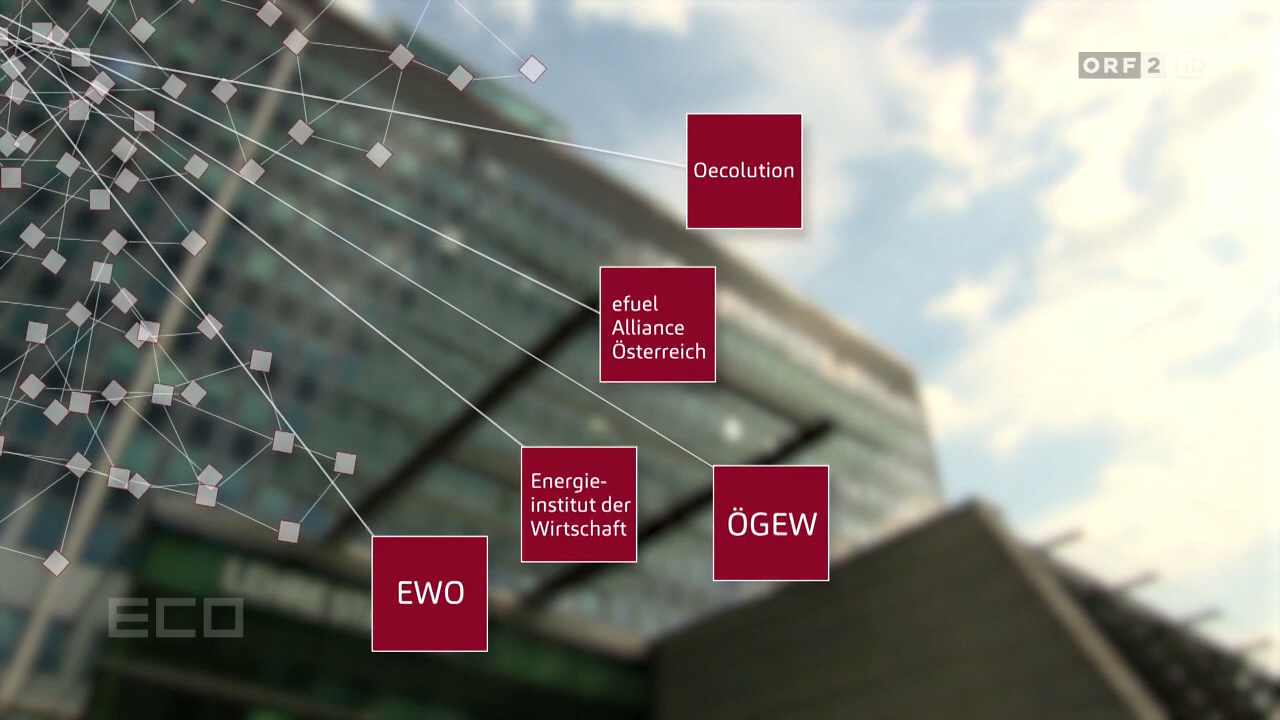 ORF 2 HD
Oecolution
efuel
Alliance
Österreich
Energie-
institut der
Wirtschaft
ÖGEW
EWO
ECO